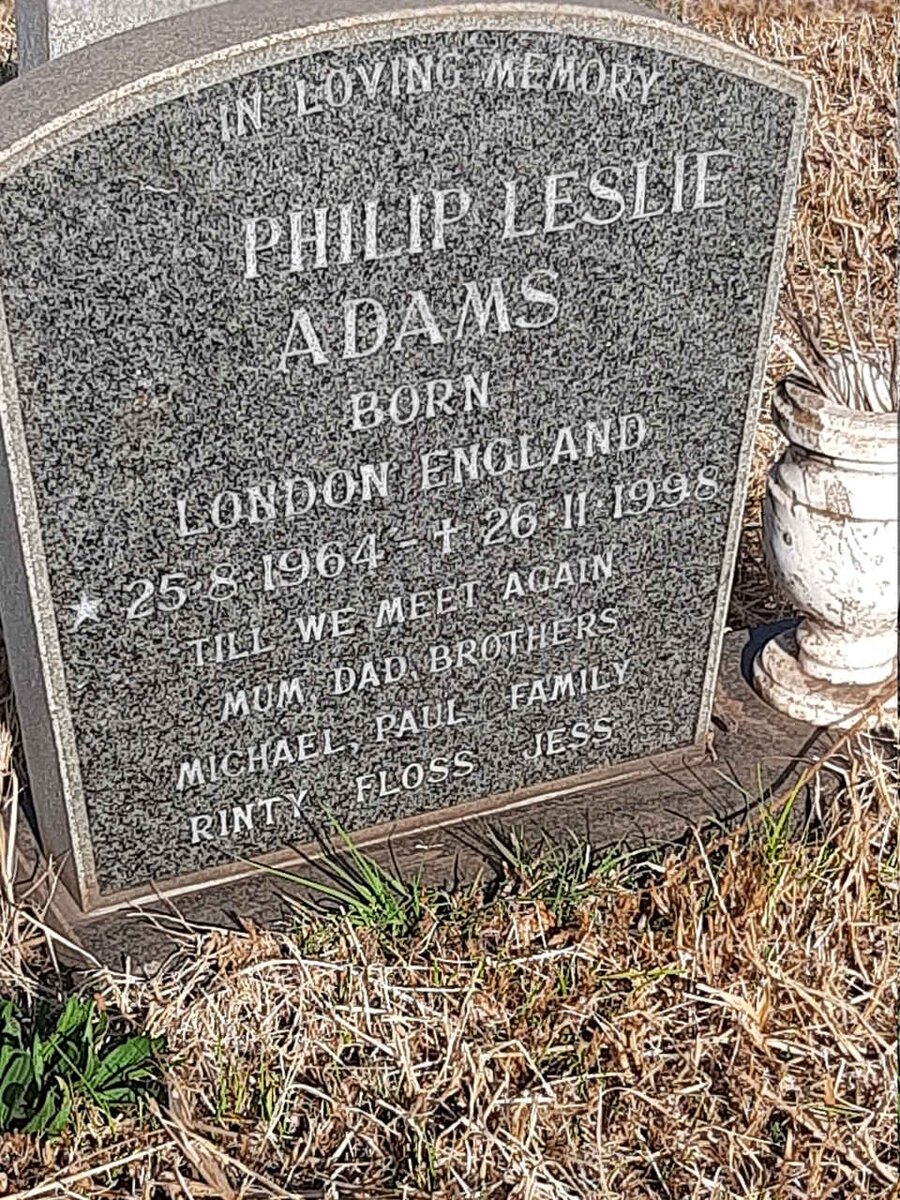 IN LOVING MEMORY
PHILIP LESLIE
ADAMS
BORN
LONDON ENGLAND
★ 25·8·1964 – ✝ 26·11·1998
TILL WE MEET AGAIN
MUM, DAD, BROTHERS
MICHAEL, PAUL FAMILY
RINTY FLOSS JESS